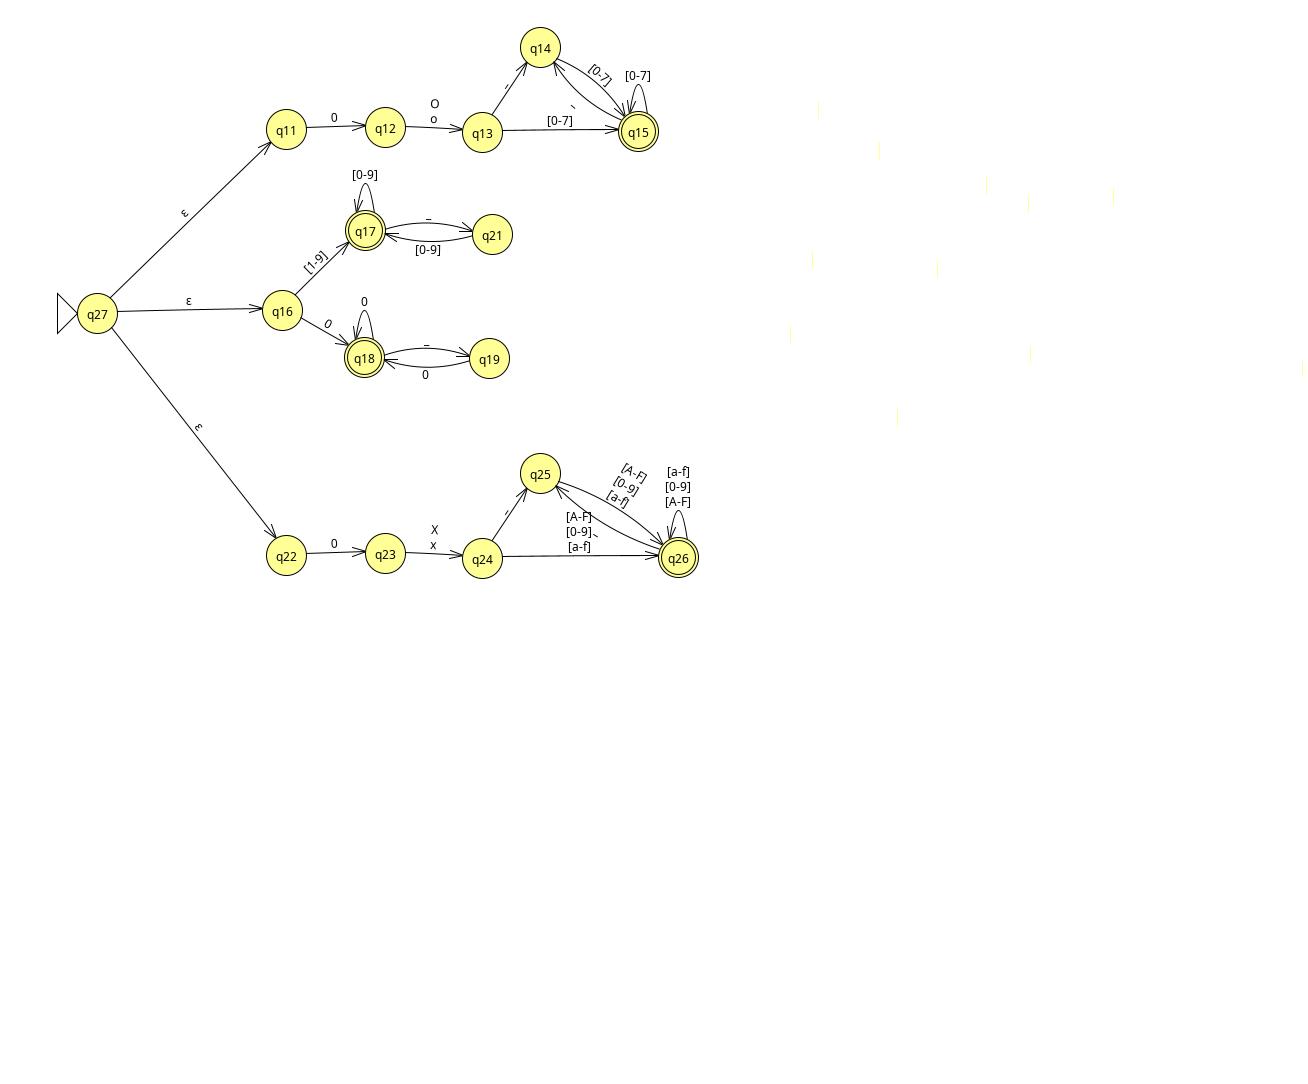 q14
[0-7]
[0-7]
_
_
O
o
0
q11
q12
q13
[0-7]
q15
[0-9]
ε
_
q17
q21
[0-9]
[1-9]
ε
0
q16
q27
0
_
q18
q19
0
ε
[A-F]
[0-9]
[a-f]
[a-f]
[0-9]
[A-F]
q25
_
[A-F]
[0-9]
[a-f]
_
X
x
0
q22
q23
q24
q26